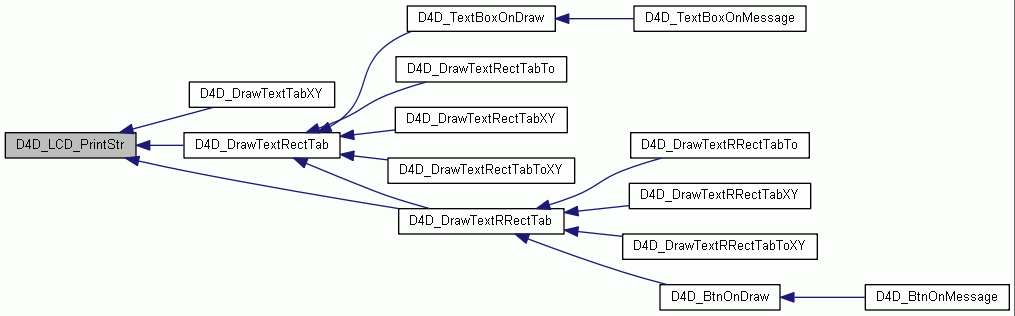 D4D_TextBoxOnDraw
D4D_TextBoxOnMessage
D4D_DrawTextRectTabTo
D4D_DrawTextTabXY
D4D_DrawTextRectTabXY
D4D_LCD_PrintStr
D4D_DrawTextRectTab
D4D_DrawTextRRectTabTo
D4D_DrawTextRectTabToXY
D4D_DrawTextRRectTabXY
D4D_DrawTextRRectTab
D4D_DrawTextRRectTabToXY
D4D_BtnOnDraw
D4D_BtnOnMessage